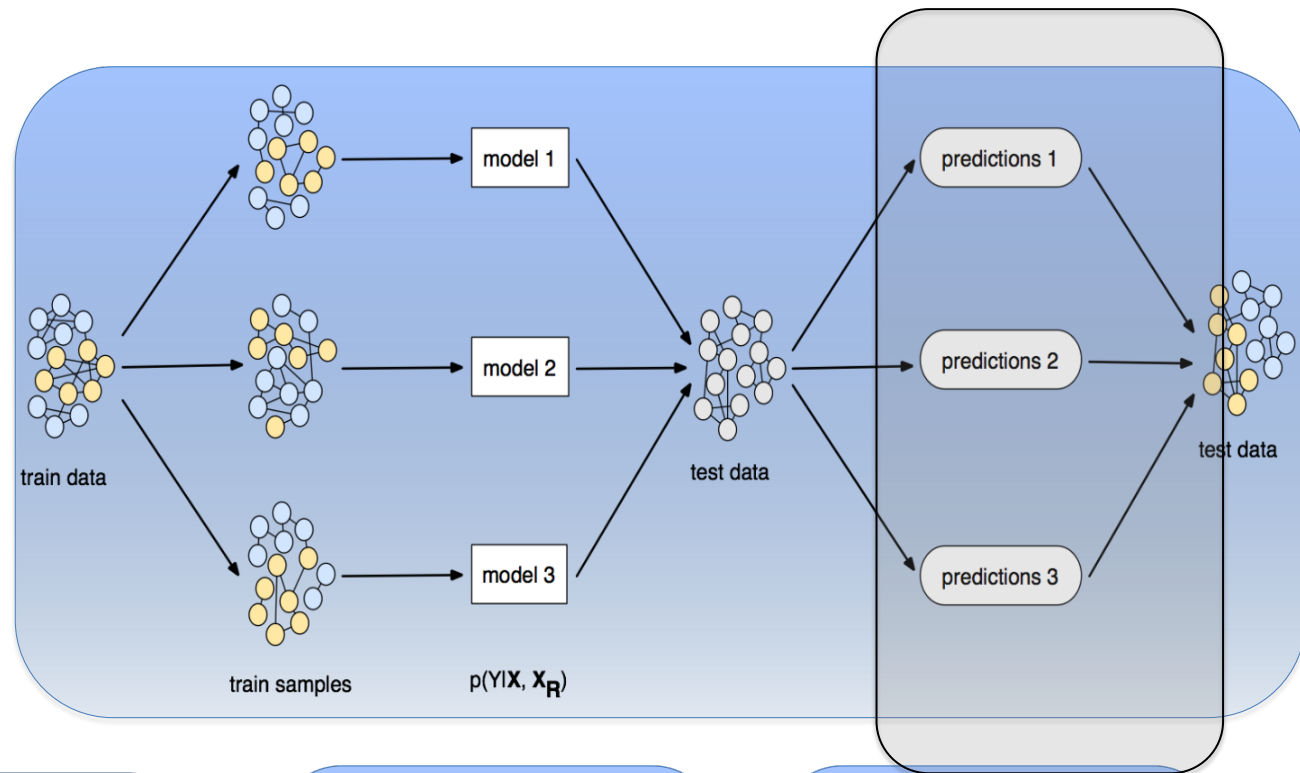 model 1
predictions 1
model 2
predictions 2
train data
test data
test data
model 3
predictions 3
train samples
p(Y|X, X_R)